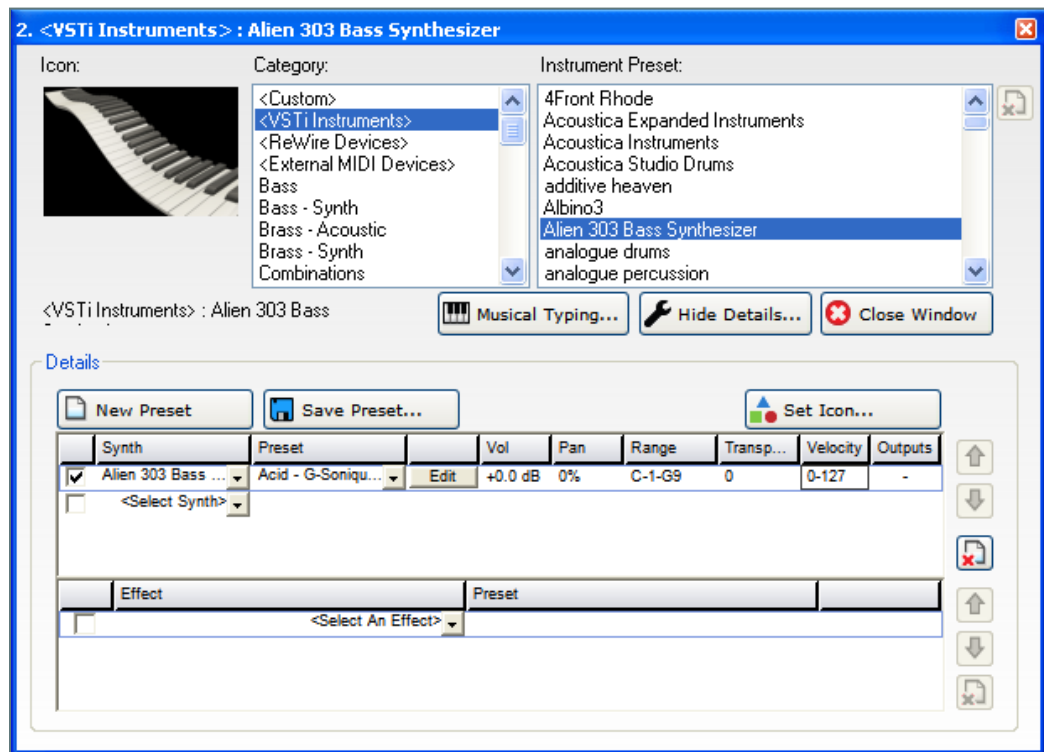 2. <VSTi Instruments> : Alien 303 Bass Synthesizer
Icon: Category: Instrument Preset:
<Custom>
<VSTi Instruments>
<ReWire Devices>
<External MIDI Devices>
Bass
Bass - Synth
Brass - Acoustic
Brass - Synth
Combinations
4Front Rhode
Acoustica Expanded Instruments
Acoustica Instruments
Acoustica Studio Drums
additive heaven
Albino3
Alien 303 Bass Synthesizer
analogue drums
analogue percussion
<VSTi Instruments> : Alien 303 Bass
Musical Typing... Hide Details... Close Window
Details
New Preset Save Preset... Set Icon...
Synth Preset Vol Pan Range Transp... Velocity Outputs
Alien 303 Bass ... Acid - G-Soniqu... Edit +0.0 dB 0% C-1-G9 0 0-127 -
<Select Synth>
Effect Preset
<Select An Effect>